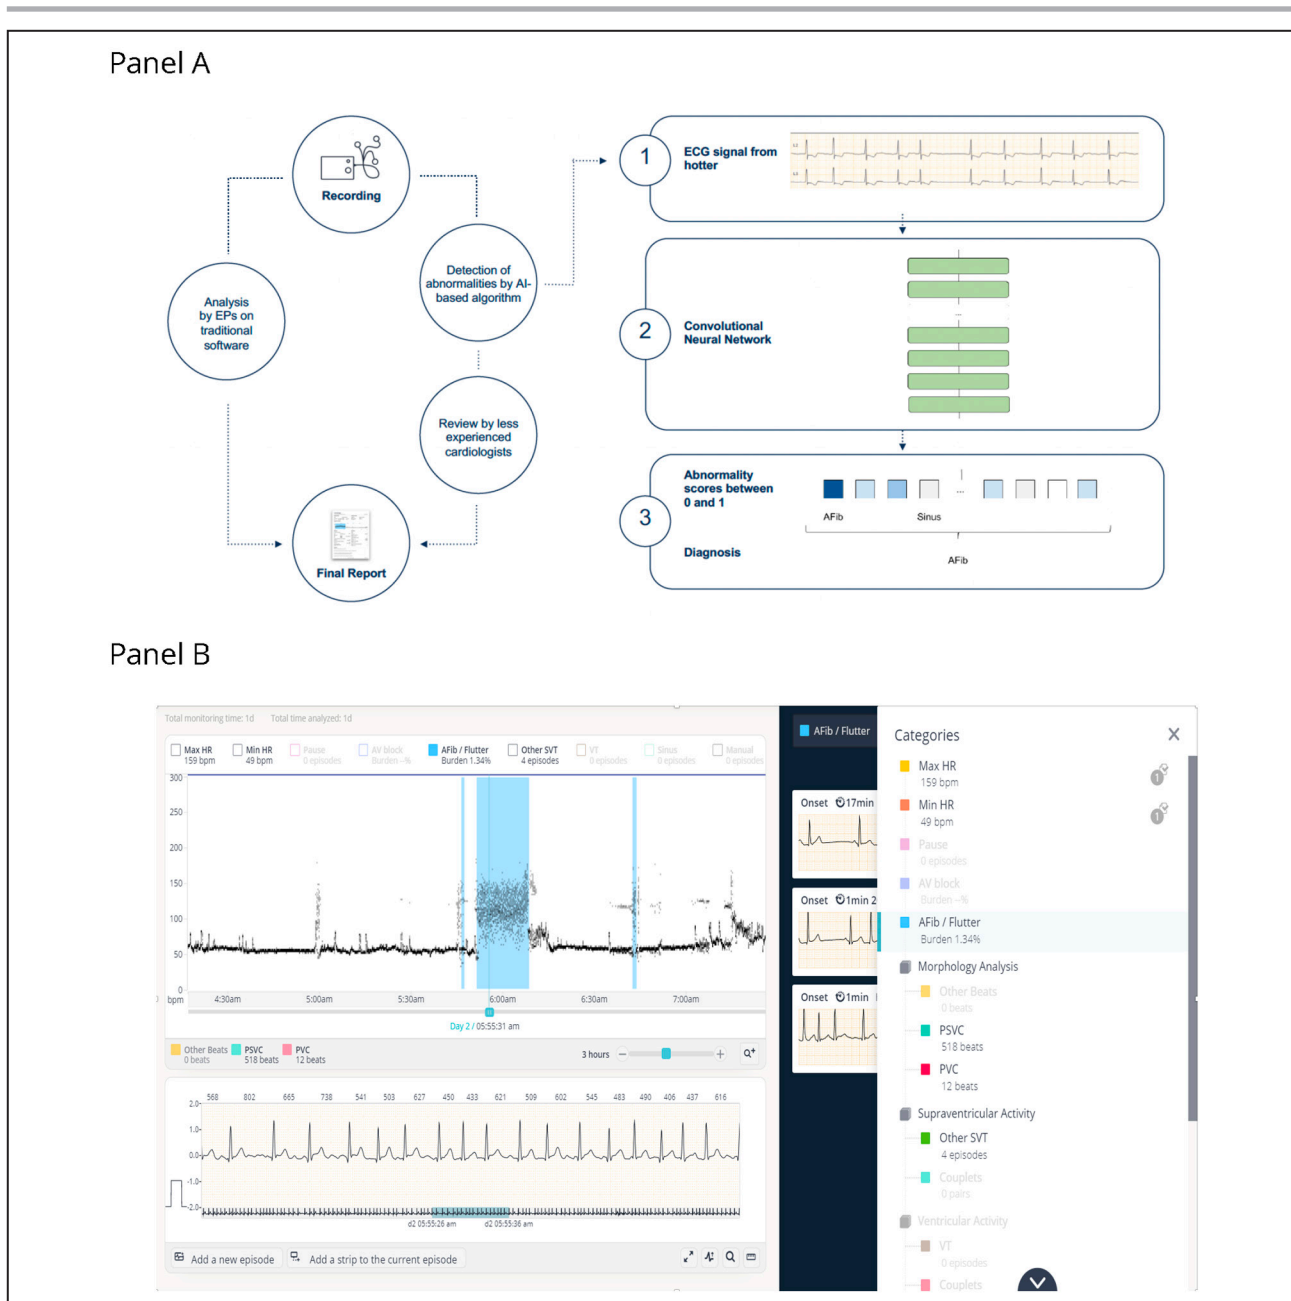 Panel A
Recording
Analysis
by EPs on
traditional
software
Detection of
abnormalities by AI-
based algorithm
Review by less
experienced
cardiologists
Final Report
1
ECG signal from
hotter
2
Convolutional
Neural Network
...
3
Abnormality
scores between
0 and 1
...
AFib
Sinus
Diagnosis
AFib
Panel B
Total monitoring time: 1d Total time analyzed: 1d
Max HR
159 bpm
Min HR
49 bpm
Pause
0 episodes
AV block
Burden --%
AFib / Flutter
Burden 1.34%
Other SVT
4 episodes
VT
0 episodes
Sinus
0 episodes
Manual
0 episodes
300
250
200
150
100
50
0
bpm 4:30am 5:00am 5:30am 6:00am 6:30am 7:00am
Day 2 / 05:55:31 am
Other Beats
0 beats
PSVC
518 beats
PVC
12 beats
3 hours
568 802 665 738 541 503 627 450 433 621 509 602 545 483 490 406 437 616
2.0
1.0
0.0
-1.0
-2.0
d2 05:55:26 am d2 05:55:36 am
Add a new episode
Add a strip to the current episode
AFib / Flutter
Onset 17min
Onset 1min 2
Onset 1min
Categories
Max HR
159 bpm
1
Min HR
49 bpm
1
Pause
0 episodes
AV block
Burden --%
AFib / Flutter
Burden 1.34%
Morphology Analysis
Other Beats
0 beats
PSVC
518 beats
PVC
12 beats
Supraventricular Activity
Other SVT
4 episodes
Couplets
0 pairs
Ventricular Activity
VT
0 episodes
Couplets